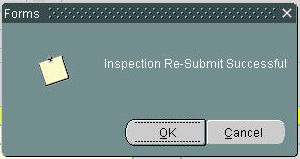 Forms
Inspection Re-Submit Successful
OK
Cancel